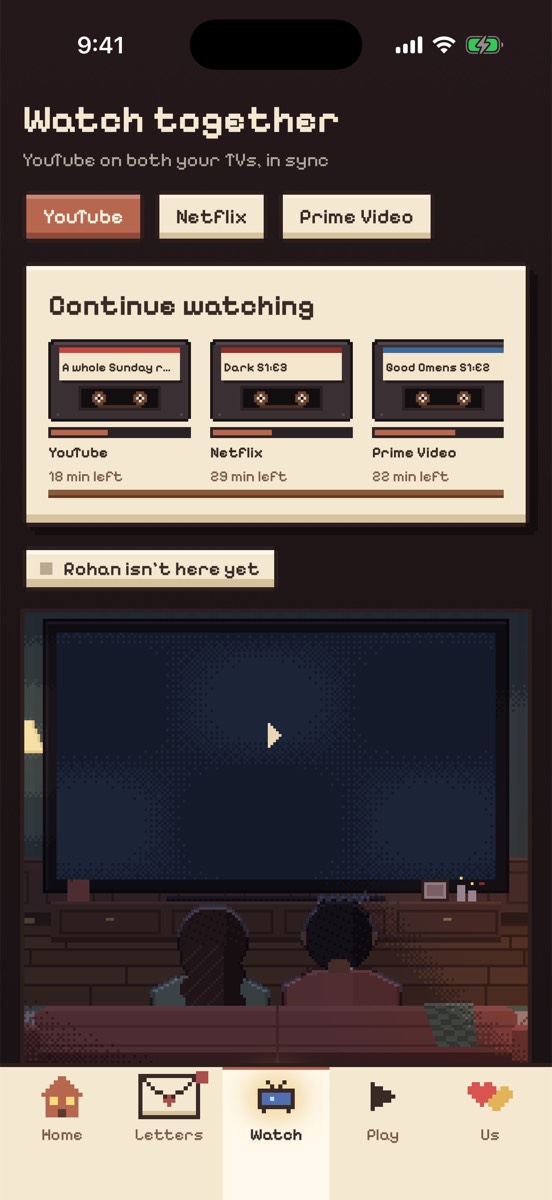 9:41
Watch together
YouTube on both your TVs, in sync
YouTube Netflix Prime Video
Continue watching
A whole Sunday r...
Dark S1:E3
Good Omens S1:E2
YouTube
Netflix
Prime Video
18 min left
29 min left
22 min left
Rohan isn't here yet
Home
Letters
Watch
Play
Us